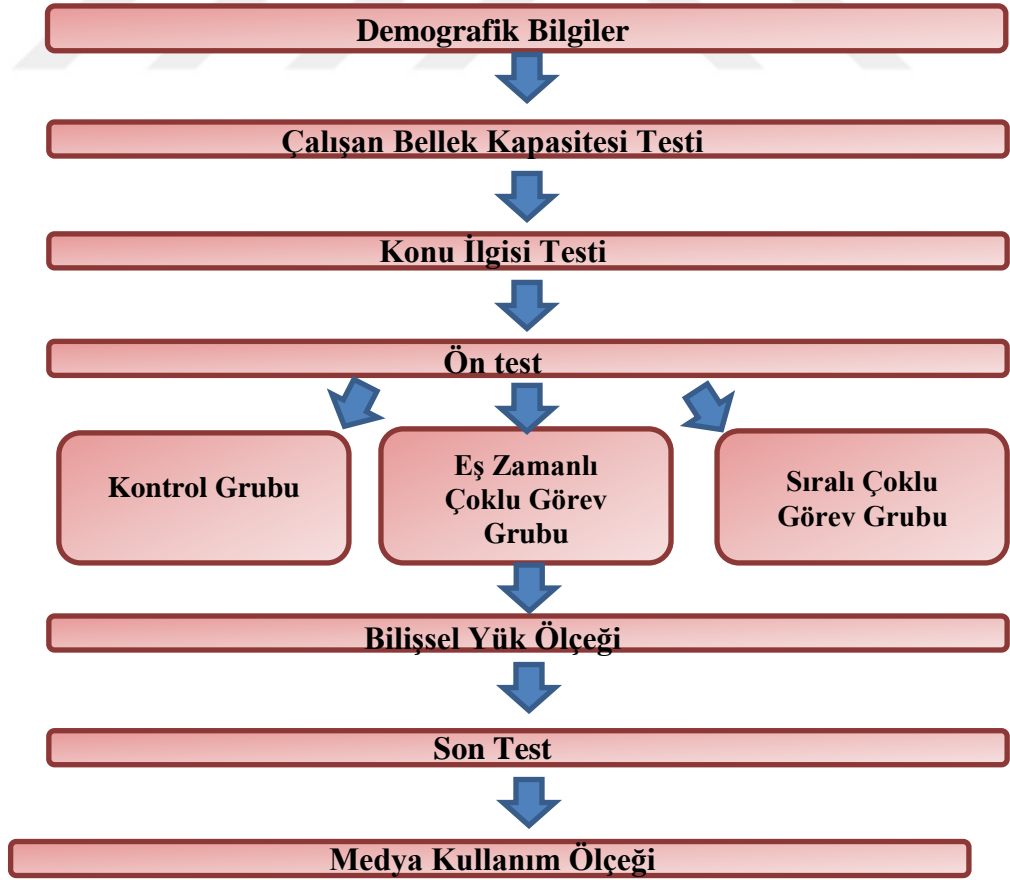 Demografik Bilgiler
Çalışan Bellek Kapasitesi Testi
Konu İlgisi Testi
Ön test
Kontrol Grubu
Eş Zamanlı
Çoklu Görev
Grubu
Sıralı Çoklu
Görev Grubu
Bilişsel Yük Ölçeği
Son Test
Medya Kullanım Ölçeği